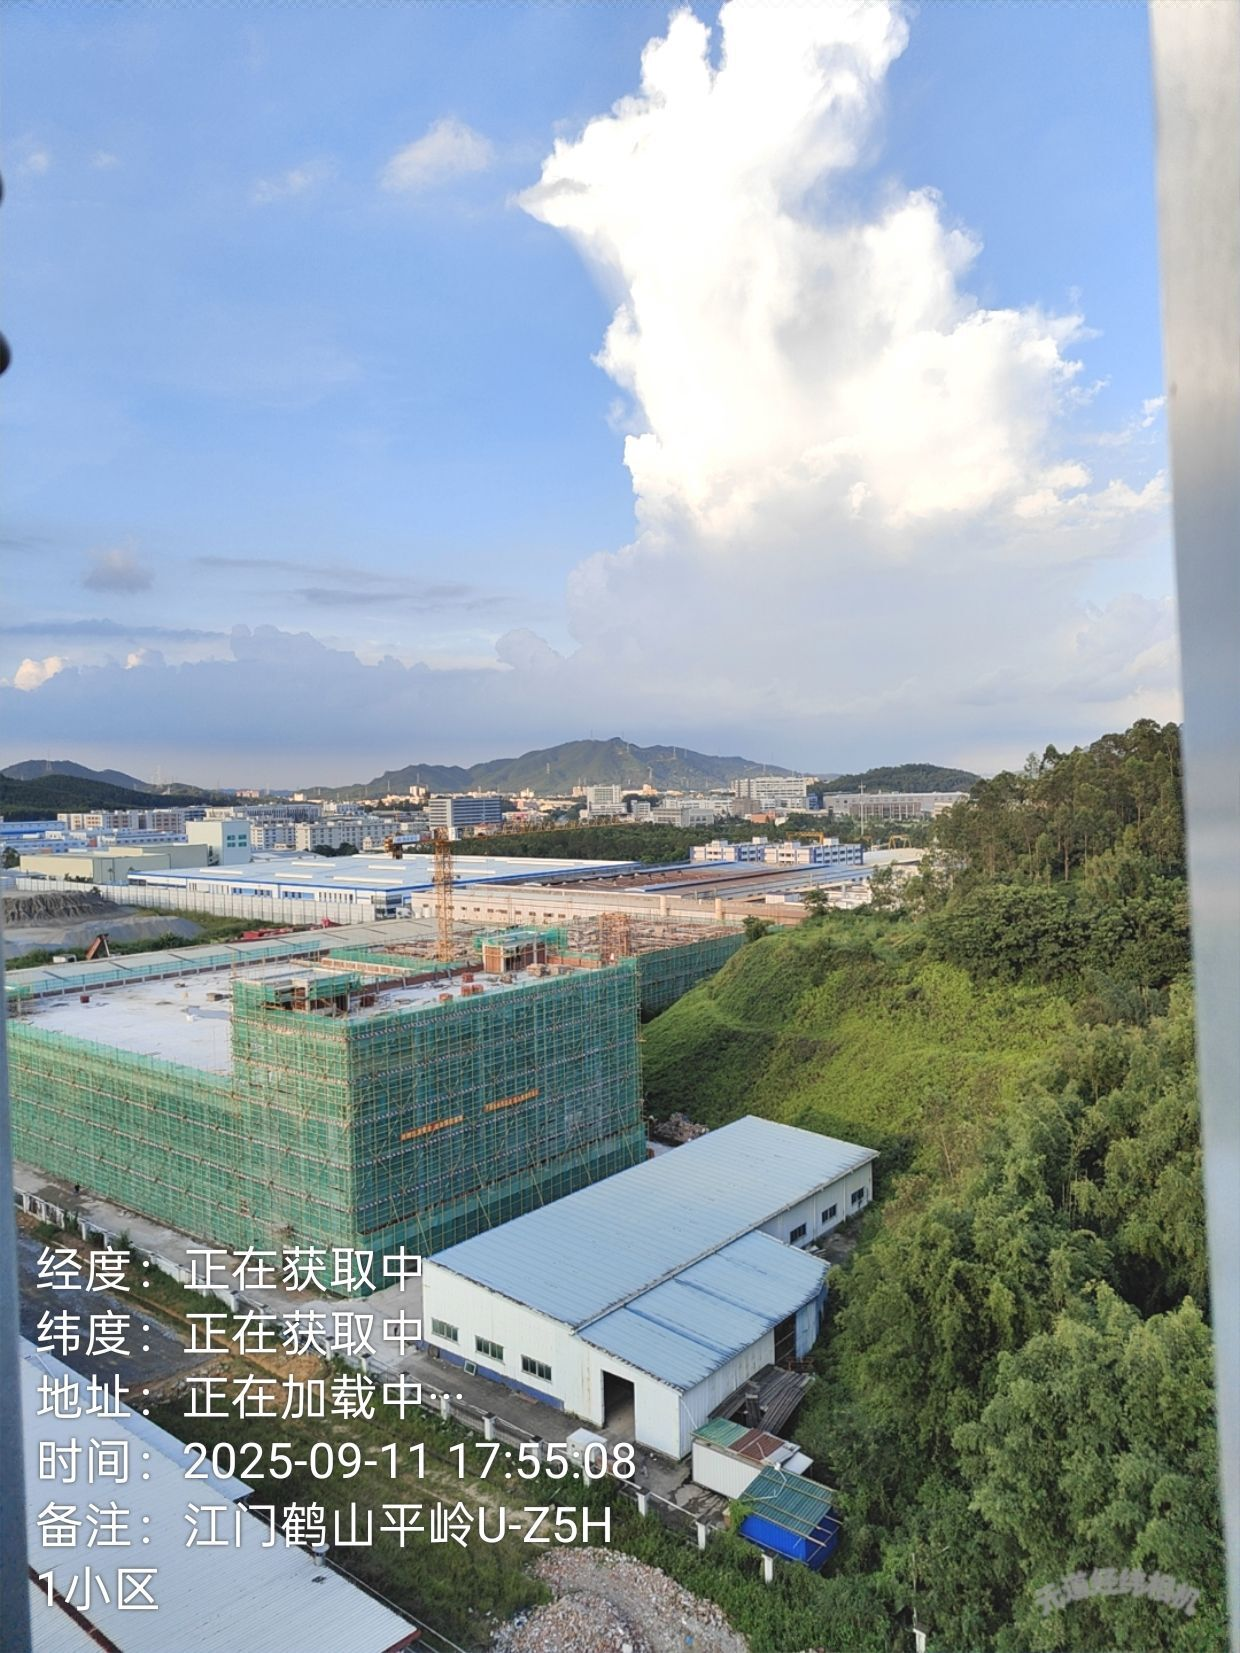 经度：正在获取中
纬度：正在获取中
地址：正在加载中…
时间：2025-09-11 17:55:08
备注：江门鹤山平岭U-Z5H
1小区